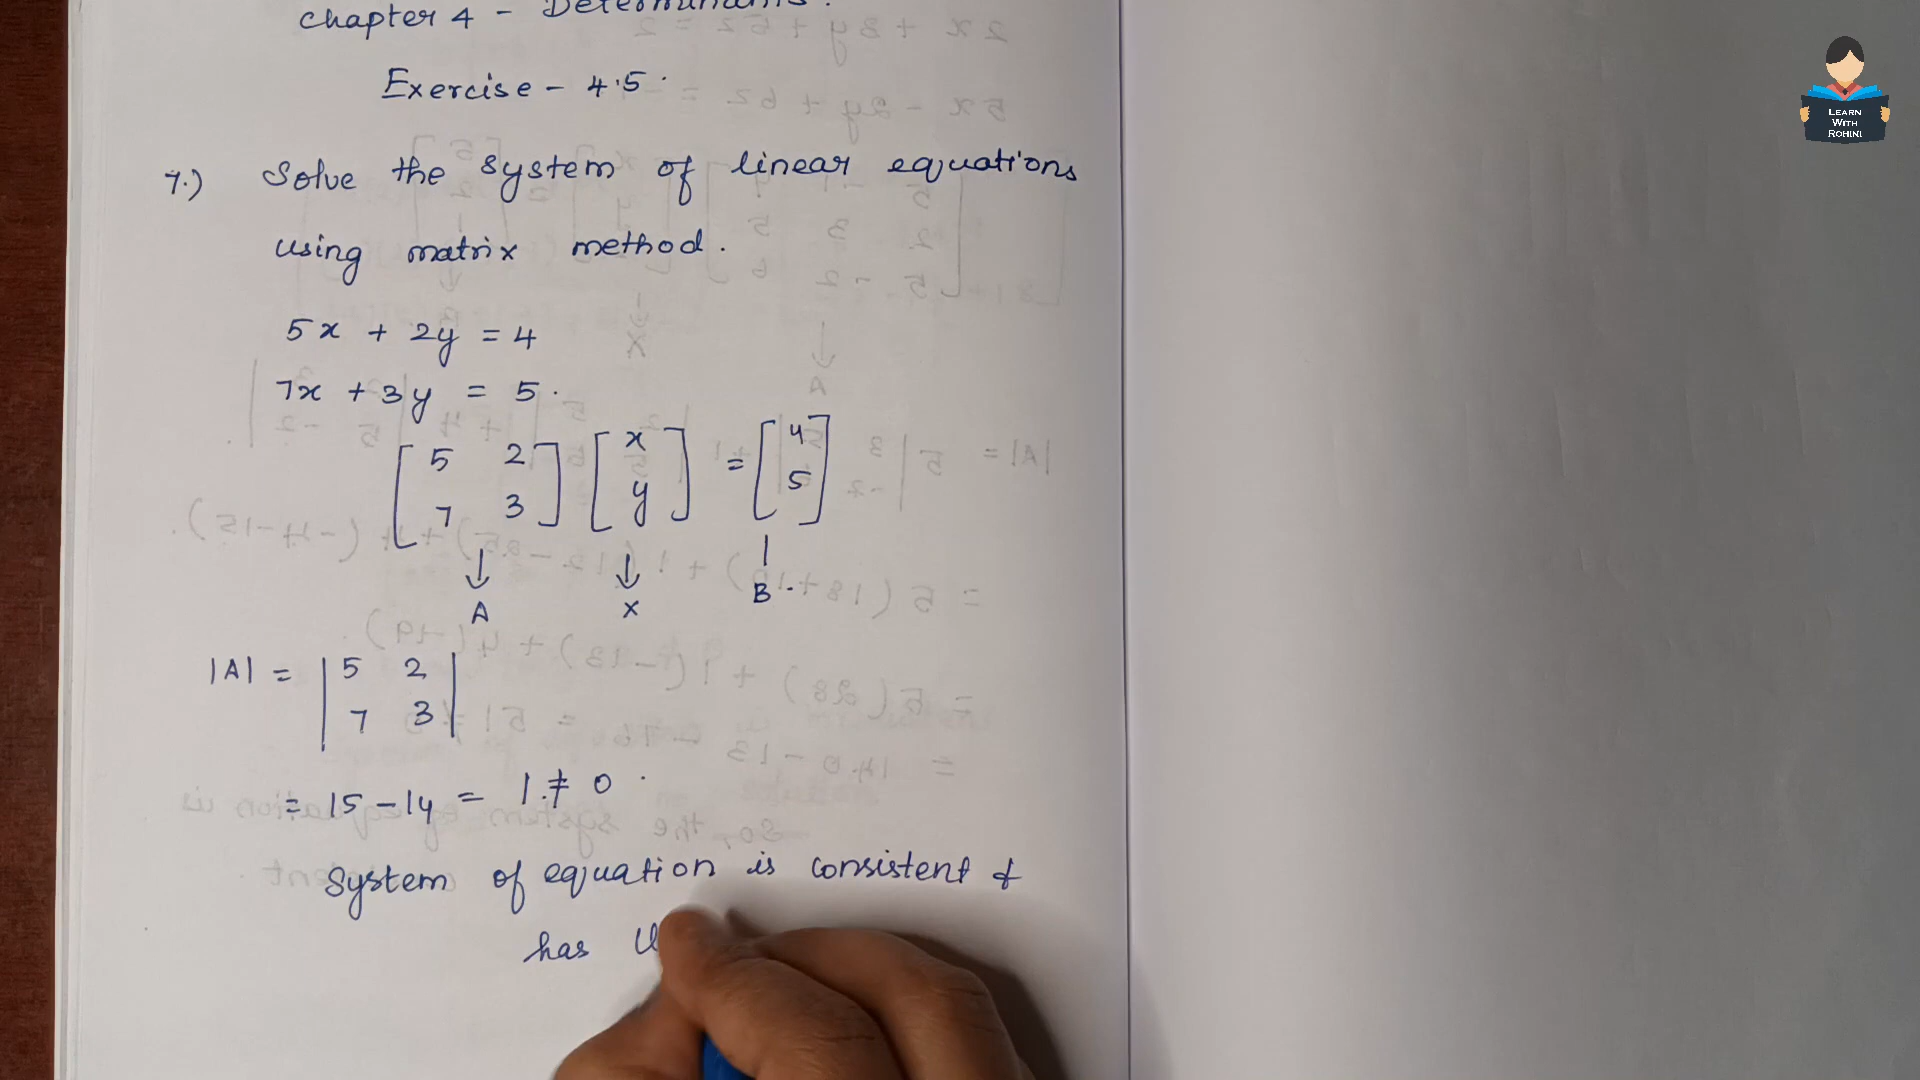 Chapter 4 - Determinants.
Exercise - 4.5.
7.) Solve the system of linear equations
using matrix method.
5x + 2y = 4
7x + 3y = 5.
[5 2] [x] = [4]
[7 3] [y] [5]
↓ ↓ |
A X B.
|A| = |5 2|
|7 3|
= 15 - 14 = 1 ≠ 0.
System of equation is consistent &
has
LEARN
WITH
ROHINI